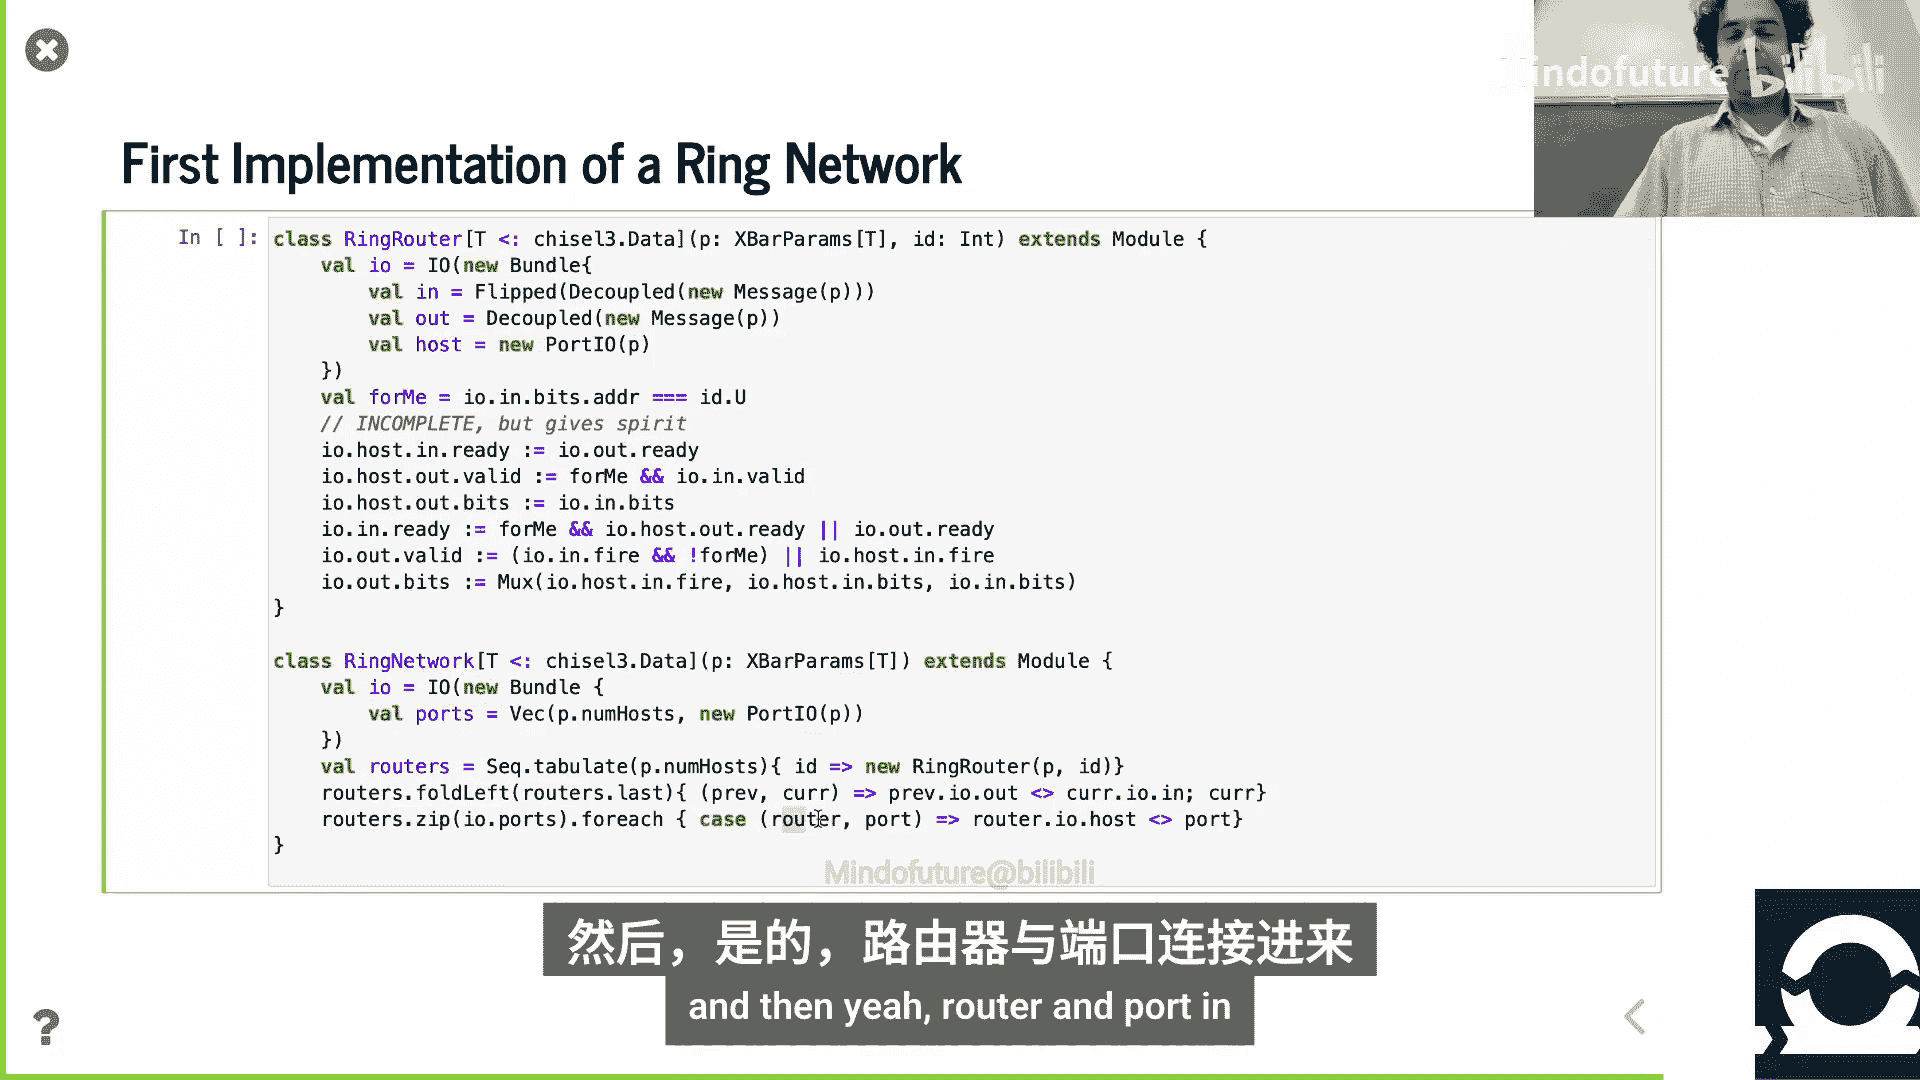 indofuture bilibili
First Implementation of a Ring Network
In [ ]: class RingRouter[T <: chisel3.Data](p: XBarParams[T], id: Int) extends Module {
    val io = IO(new Bundle{
        val in = Flipped(Decoupled(new Message(p)))
        val out = Decoupled(new Message(p))
        val host = new PortIO(p)
    })
    val forMe = io.in.bits.addr === id.U
    // INCOMPLETE, but gives spirit
    io.host.in.ready := io.out.ready
    io.host.out.valid := forMe && io.in.valid
    io.host.out.bits := io.in.bits
    io.in.ready := forMe && io.host.out.ready || io.out.ready
    io.out.valid := (io.in.fire && !forMe) || io.host.in.fire
    io.out.bits := Mux(io.host.in.fire, io.host.in.bits, io.in.bits)
}
class RingNetwork[T <: chisel3.Data](p: XBarParams[T]) extends Module {
    val io = IO(new Bundle {
        val ports = Vec(p.numHosts, new PortIO(p))
    })
    val routers = Seq.tabulate(p.numHosts){ id => new RingRouter(p, id)}
    routers.foldLeft(routers.last){ (prev, curr) => prev.io.out <> curr.io.in; curr}
    routers.zip(io.ports).foreach { case (router, port) => router.io.host <> port}
}
Mindofuture@bilibili
然后，是的，路由器与端口连接进来
and then yeah, router and port in
?